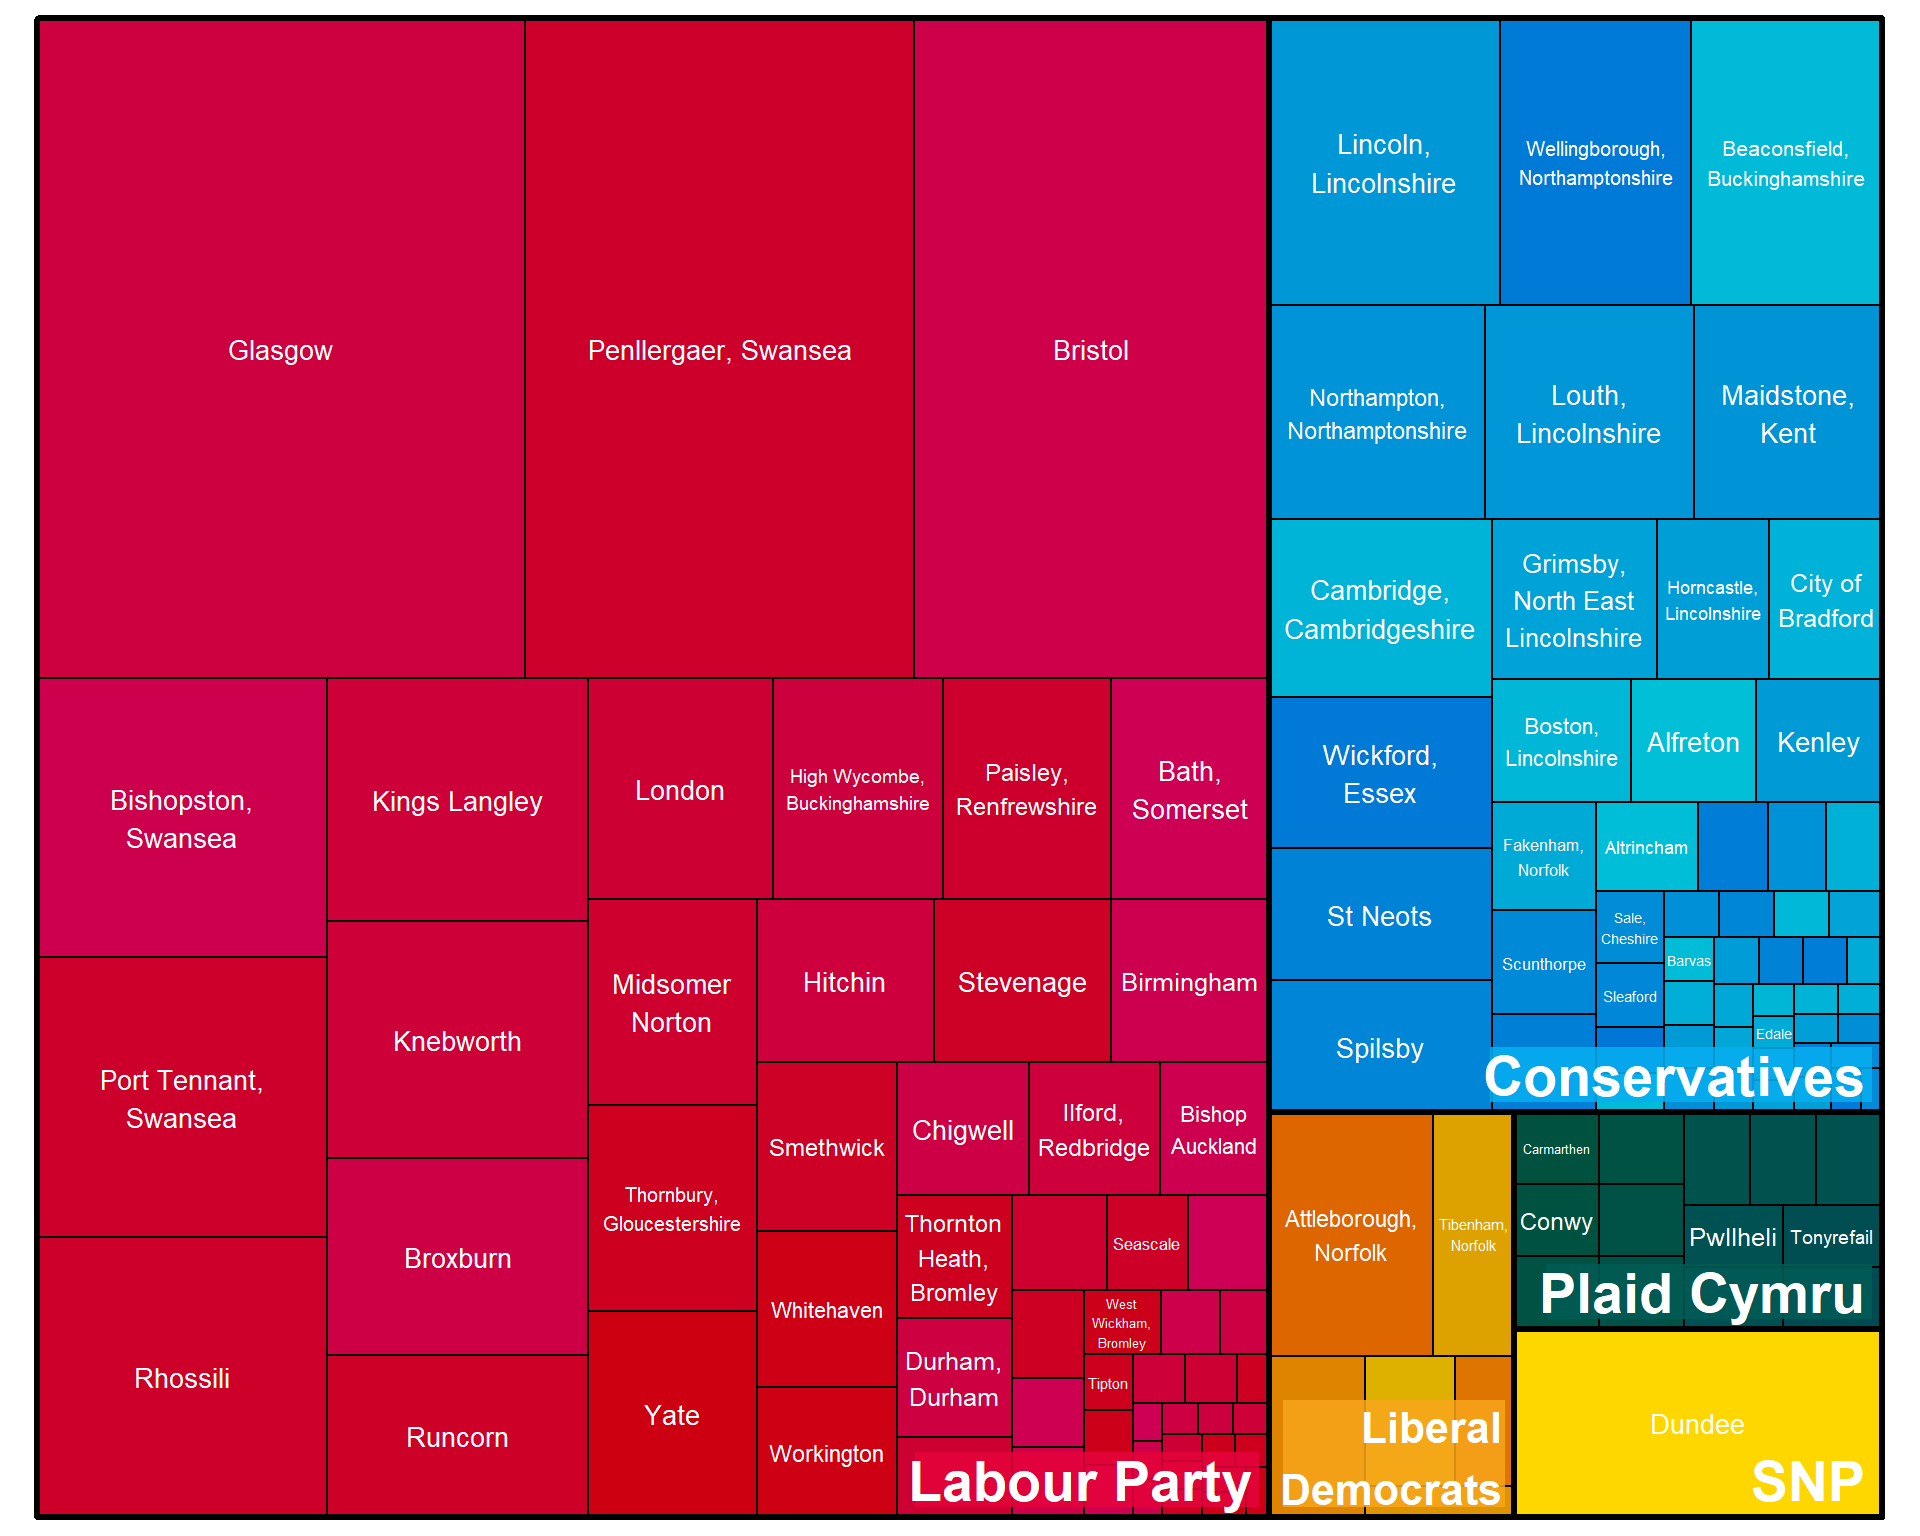 Glasgow
Penllergaer, Swansea
Bristol
Bishopston,
Swansea
Port Tennant,
Swansea
Rhossili
Kings Langley
Knebworth
Broxburn
Runcorn
London
High Wycombe,
Buckinghamshire
Paisley,
Renfrewshire
Bath,
Somerset
Midsomer
Norton
Thornbury,
Gloucestershire
Yate
Hitchin
Stevenage
Birmingham
Smethwick
Whitehaven
Workington
Chigwell
Ilford,
Redbridge
Bishop
Auckland
Thornton
Heath,
Bromley
Durham,
Durham
Seascale
West
Wickham,
Bromley
Tipton
Labour Party
Lincoln,
Lincolnshire
Wellingborough,
Northamptonshire
Beaconsfield,
Buckinghamshire
Northampton,
Northamptonshire
Louth,
Lincolnshire
Maidstone,
Kent
Cambridge,
Cambridgeshire
Grimsby,
North East
Lincolnshire
Horncastle,
Lincolnshire
City of
Bradford
Wickford,
Essex
St Neots
Spilsby
Boston,
Lincolnshire
Alfreton
Kenley
Fakenham,
Norfolk
Altrincham
Scunthorpe
Sale,
Cheshire
Sleaford
Barvas
Edale
Conservatives
Attleborough,
Norfolk
Tibenham,
Norfolk
Liberal
Democrats
Carmarthen
Conwy
Pwllheli
Tonyrefail
Plaid Cymru
Dundee
SNP